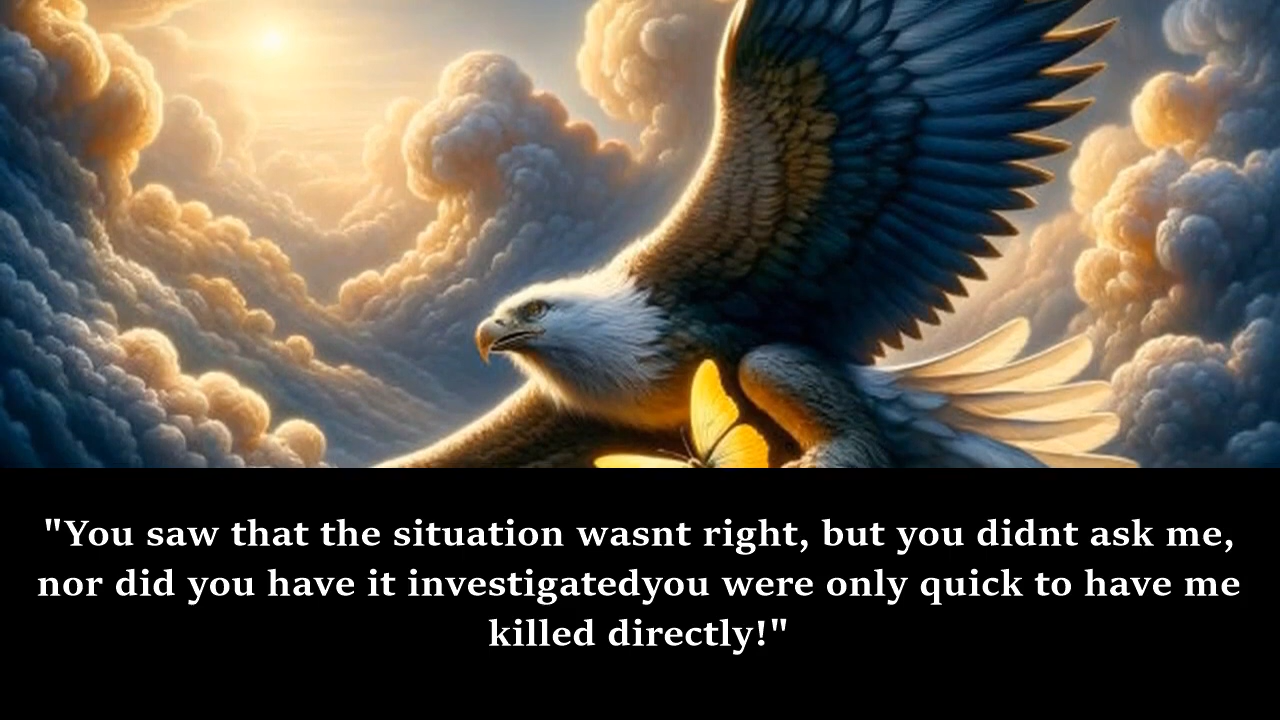 "You saw that the situation wasnt right, but you didnt ask me,
nor did you have it investigatedyou were only quick to have me
killed directly!"